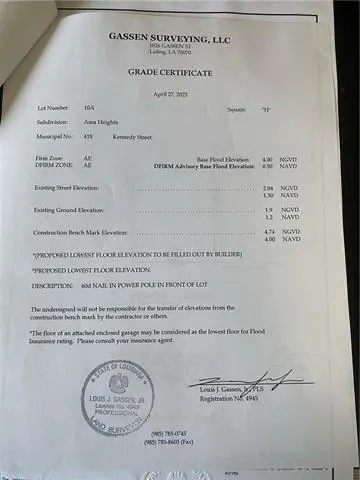 GASSEN SURVEYING, LLC
1026 GASSEN ST
Luling, LA 70070
GRADE CERTIFICATE
April 27, 2023
Lot Number: 10A Square: "H"
Subdivision: Ama Heights
Municipal No.: 418 Kennedy Street
Firm Zone: AE Base Flood Elevation: 4.00 NGVD
DFIRM ZONE AE DFIRM Advisory Base Flood Elevation: 0.50 NAVD
Existing Street Elevation: 2.04 NGVD
1.30 NAVD
Existing Ground Elevation: 1.9 NGVD
1.2 NAVD
Construction Bench Mark Elevation: 4.74 NGVD
4.00 NAVD
*(PROPOSED LOWEST FLOOR ELEVATION TO BE FILLED OUT BY BUILDER)
*PROPOSED LOWEST FLOOR ELEVATION:
DESCRIPTION: 60d NAIL IN POWER POLE IN FRONT OF LOT
The undersigned will not be responsible for the transfer of elevations from the
construction bench mark by the contractor or others.
*The floor of an attached enclosed garage may be considered as the lowest floor for Flood
Insurance rating. Please consult your insurance agent.
STATE OF LOUISIANA
LOUIS J. GASSEN, JR
License No. 4945
PROFESSIONAL
LAND SURVEYOR
Louis J. Gassen, Jr., PLS
Registration No. 4945
(985) 785-0745
(985) 785-8603 (Fax)